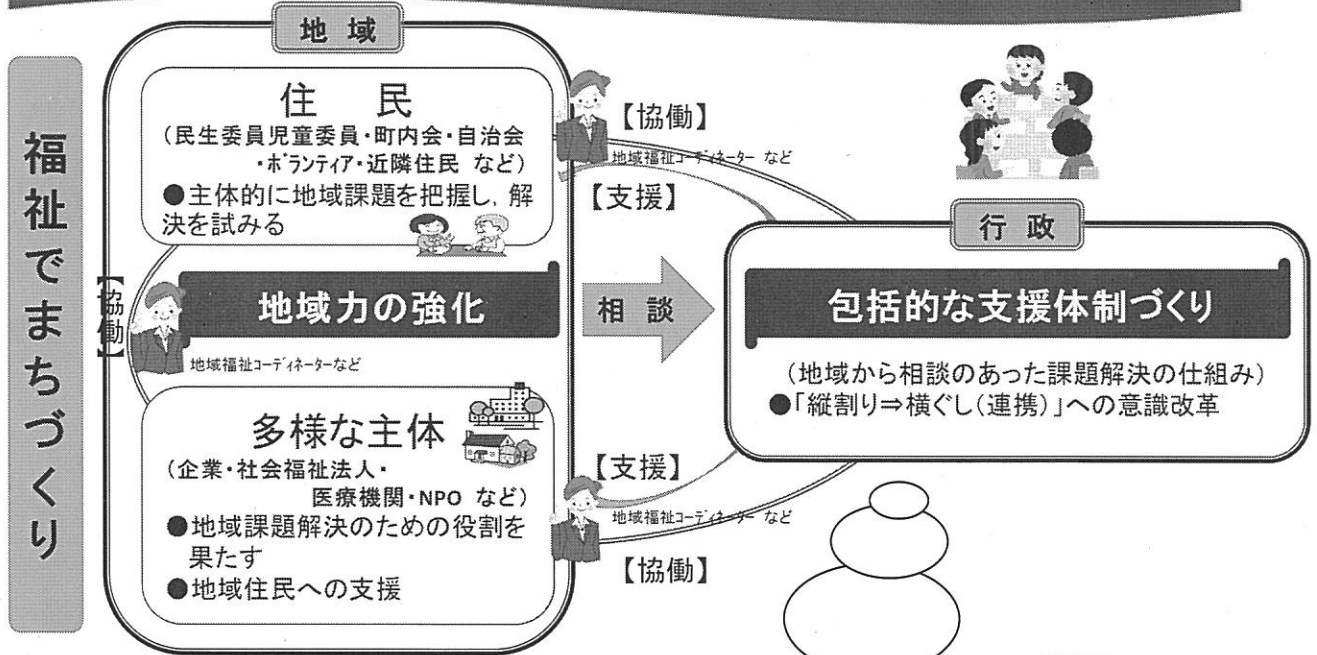 福祉でまちづくり
地域
住民
(民生委員児童委員・町内会・自治会
・ボランティア・近隣住民 など)
●主体的に地域課題を把握し，解
決を試みる
【協働】
地域力の強化
地域福祉コーディネーターなど
多様な主体
(企業・社会福祉法人・
医療機関・NPO など)
●地域課題解決のための役割を
果たす
●地域住民への支援
【協働】
地域福祉コーディネーター など
【支援】
相談
【支援】
地域福祉コーディネーター など
【協働】
行政
包括的な支援体制づくり
(地域から相談のあった課題解決の仕組み)
●「縦割り⇒横ぐし(連携)」への意識改革